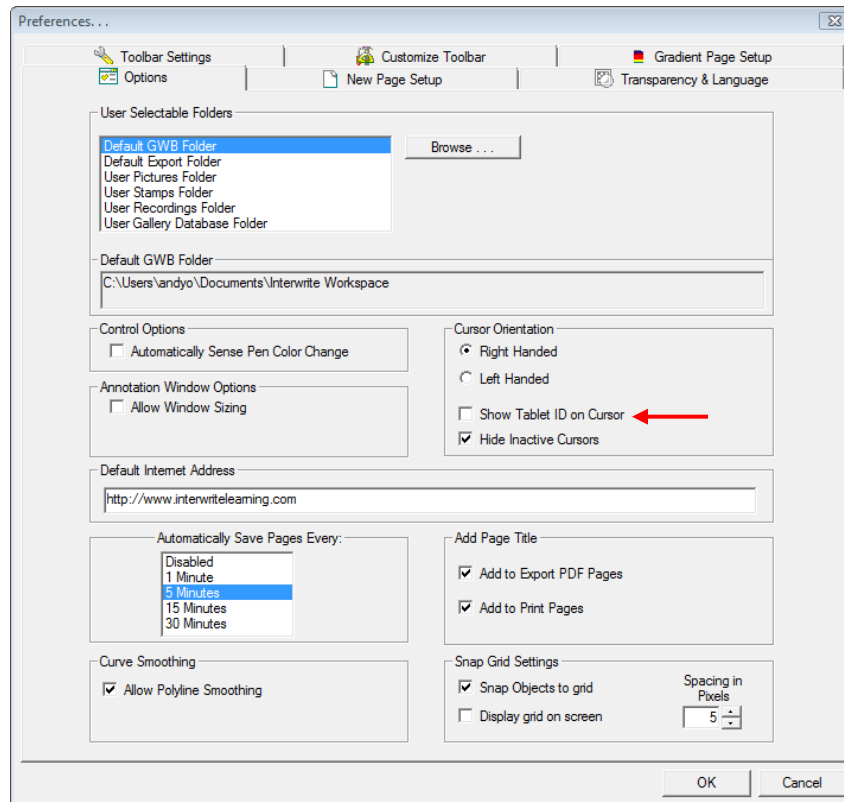 Preferences. . .
Toolbar Settings
Customize Toolbar
Gradient Page Setup
Options
New Page Setup
Transparency & Language
User Selectable Folders
Default GWB Folder
Default Export Folder
User Pictures Folder
User Stamps Folder
User Recordings Folder
User Gallery Database Folder
Browse . . .
Default GWB Folder
C:\Users\andyo\Documents\Interwrite Workspace
Control Options
Automatically Sense Pen Color Change
Annotation Window Options
Allow Window Sizing
Cursor Orientation
Right Handed
Left Handed
Show Tablet ID on Cursor
Hide Inactive Cursors
Default Internet Address
http://www.interwritelearning.com
Automatically Save Pages Every:
Disabled
1 Minute
5 Minutes
15 Minutes
30 Minutes
Add Page Title
Add to Export PDF Pages
Add to Print Pages
Curve Smoothing
Allow Polyline Smoothing
Snap Grid Settings
Snap Objects to grid
Display grid on screen
Spacing in
Pixels
5
OK
Cancel